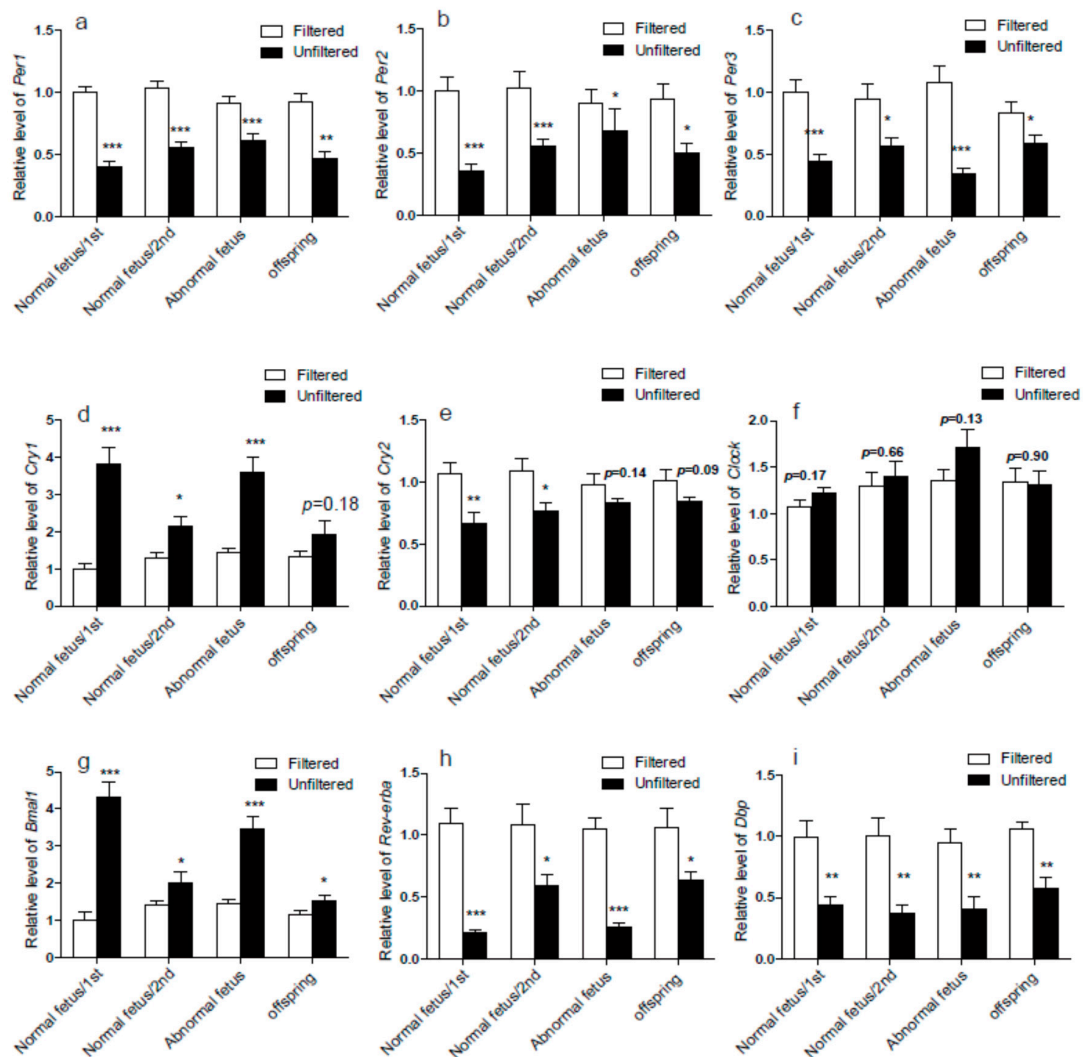 a
Filtered
Unfiltered
Relative level of Per1
1.5
1.0
0.5
0.0
***
***
***
**
Normal fetus/1st
Normal fetus/2nd
Abnormal fetus
offspring
b
Filtered
Unfiltered
Relative level of Per2
1.5
1.0
0.5
0.0
***
***
*
*
Normal fetus/1st
Normal fetus/2nd
Abnormal fetus
offspring
c
Filtered
Unfiltered
Relative level of Per3
1.5
1.0
0.5
0.0
***
*
***
*
Normal fetus/1st
Normal fetus/2nd
Abnormal fetus
offspring
d
Filtered
Unfiltered
Relative level of Cry1
5
4
3
2
1
0
***
*
***
p=0.18
Normal fetus/1st
Normal fetus/2nd
Abnormal fetus
offspring
e
Filtered
Unfiltered
Relative level of Cry2
1.5
1.0
0.5
0.0
**
*
p=0.14
p=0.09
Normal fetus/1st
Normal fetus/2nd
Abnormal fetus
offspring
f
Filtered
Unfiltered
Relative level of Clock
2.0
1.5
1.0
0.5
0.0
p=0.17
p=0.66
p=0.13
p=0.90
Normal fetus/1st
Normal fetus/2nd
Abnormal fetus
offspring
g
Filtered
Unfiltered
Relative level of Bmal1
5
4
3
2
1
0
***
*
***
*
Normal fetus/1st
Normal fetus/2nd
Abnormal fetus
offspring
h
Filtered
Unfiltered
Relative level of Rev-erba
1.5
1.0
0.5
0.0
***
*
***
*
Normal fetus/1st
Normal fetus/2nd
Abnormal fetus
offspring
i
Filtered
Unfiltered
Relative level of Dbp
1.5
1.0
0.5
0.0
**
**
**
**
Normal fetus/1st
Normal fetus/2nd
Abnormal fetus
offspring